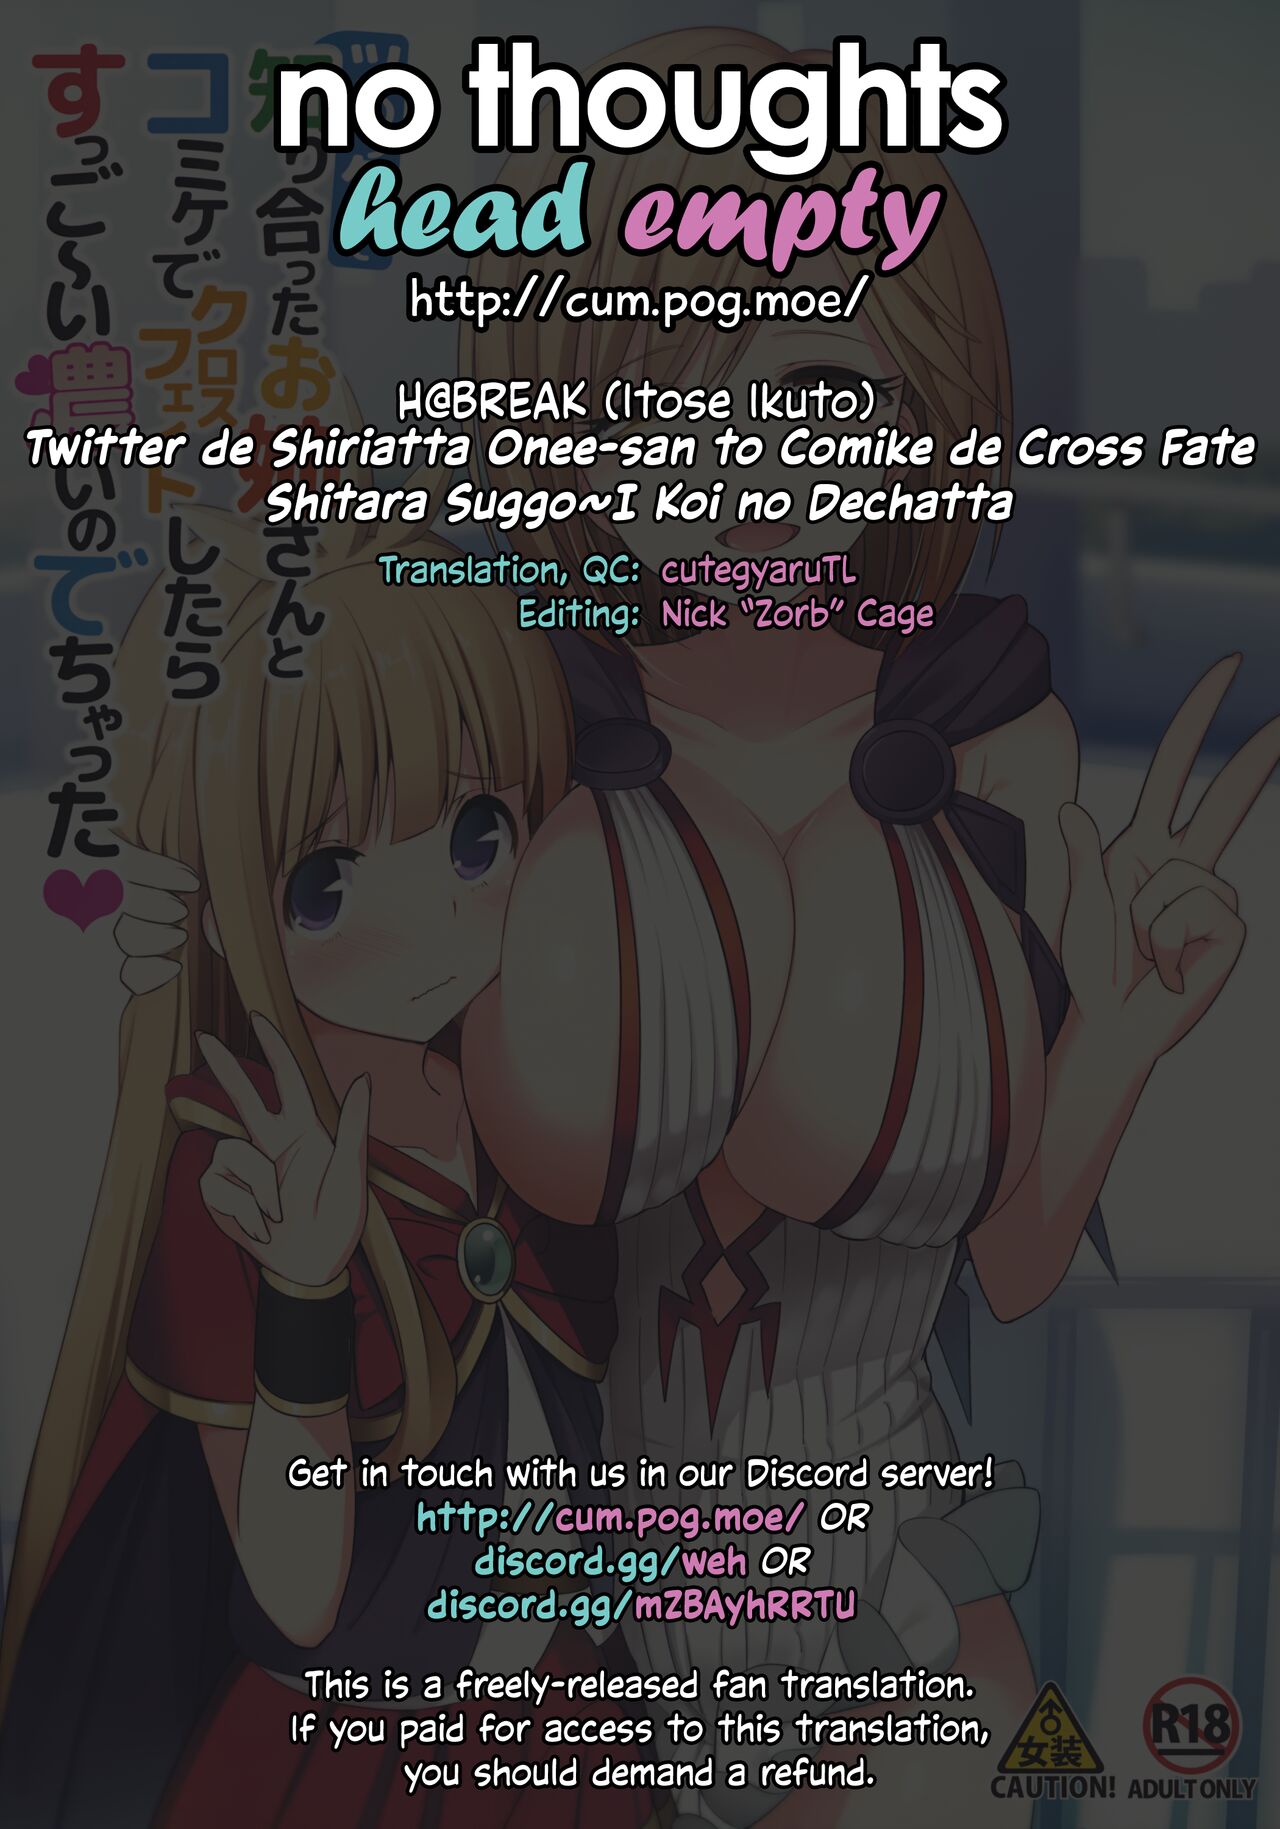 no thoughts
head empty
http://cum.pog.moe/
H@BREAK (Itose Ikuto)
Twitter de Shiriatta Onee-san to Comike de Cross Fate
Shitara Suggo~I Koi no Dechatta
Translation, QC: cutegyaruTL
Editing: Nick "Zorb" Cage
知り合ったお姉さんと
コミケで
クロスフェイト
したら
すっご〜い濃いのでちゃった♥
Get in touch with us in our Discord server!
http://cum.pog.moe/ OR
discord.gg/weh OR
discord.gg/mZBAyhRRTU
This is a freely-released fan translation.
If you paid for access to this translation,
you should demand a refund.
女装
CAUTION!
R18
ADULT ONLY